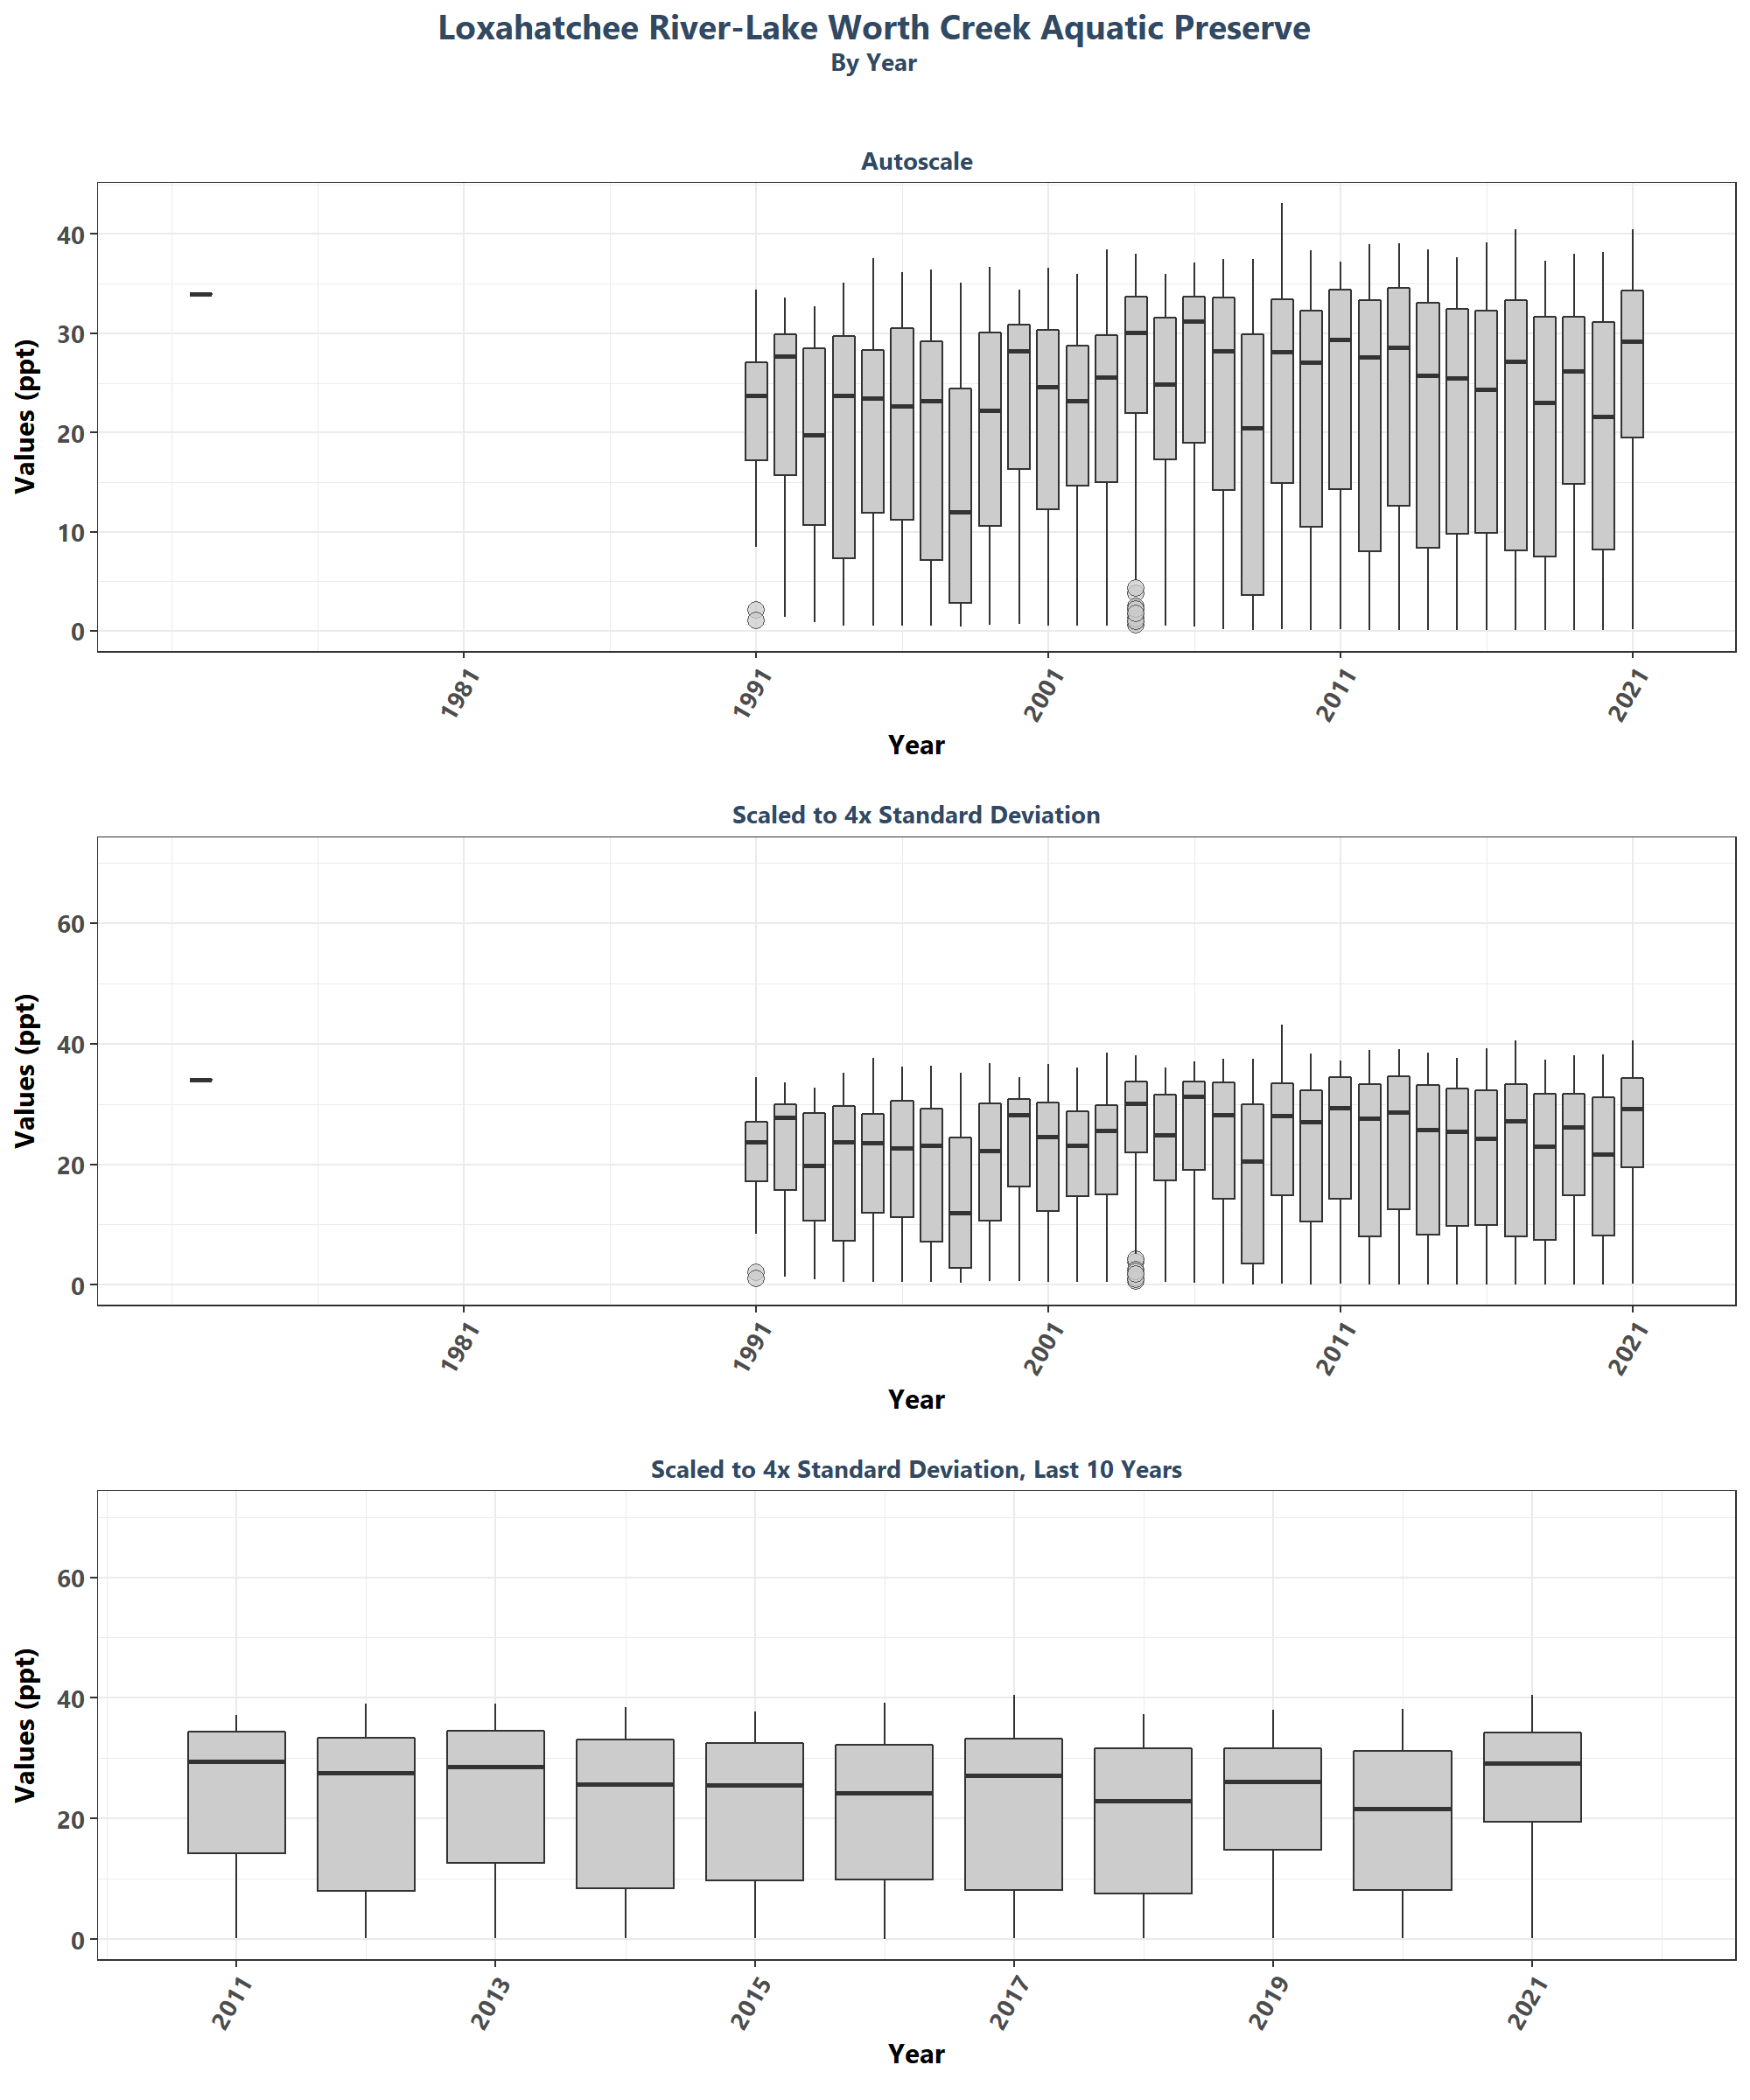 Loxahatchee River-Lake Worth Creek Aquatic Preserve
By Year
Autoscale
Values (ppt)
40
30
20
10
0
1981 1991 2001 2011 2021
Year
Scaled to 4x Standard Deviation
Values (ppt)
60
40
20
0
1981 1991 2001 2011 2021
Year
Scaled to 4x Standard Deviation, Last 10 Years
Values (ppt)
60
40
20
0
2011 2013 2015 2017 2019 2021
Year